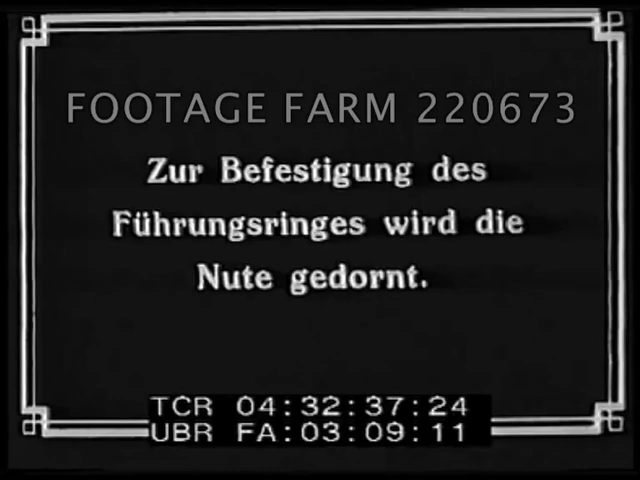 FOOTAGE FARM 220673
Zur Befestigung des
Führungsringes wird die
Nute gedornt.
TCR 04:32:37:24
UBR FA:03:09:11